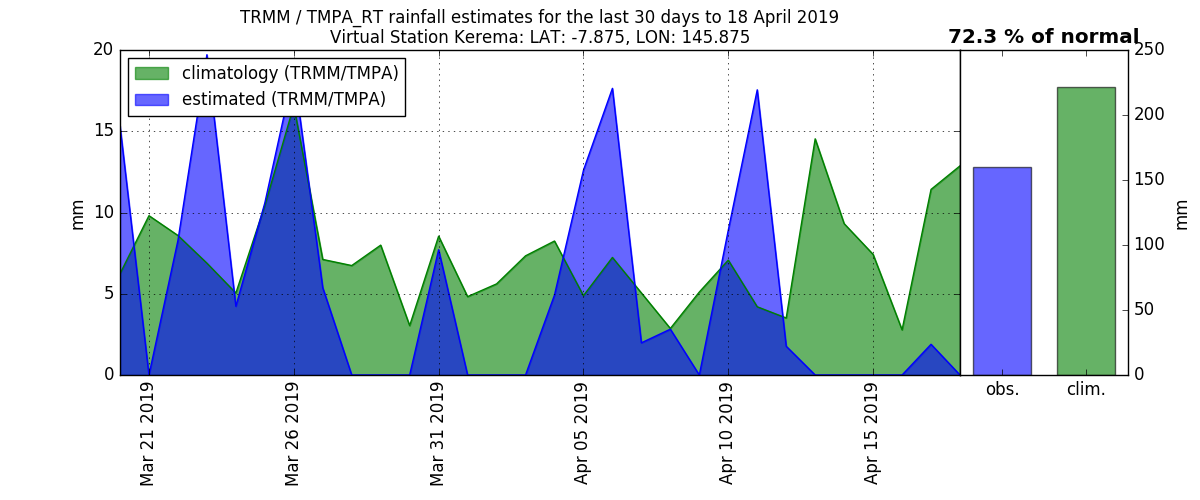 TRMM / TMPA_RT rainfall estimates for the last 30 days to 18 April 2019
Virtual Station Kerema: LAT: -7.875, LON: 145.875
72.3 % of normal
climatology (TRMM/TMPA)
estimated (TRMM/TMPA)
20
15
10
5
0
mm
Mar 21 2019
Mar 26 2019
Mar 31 2019
Apr 05 2019
Apr 10 2019
Apr 15 2019
obs.
clim.
250
200
150
100
50
0
mm